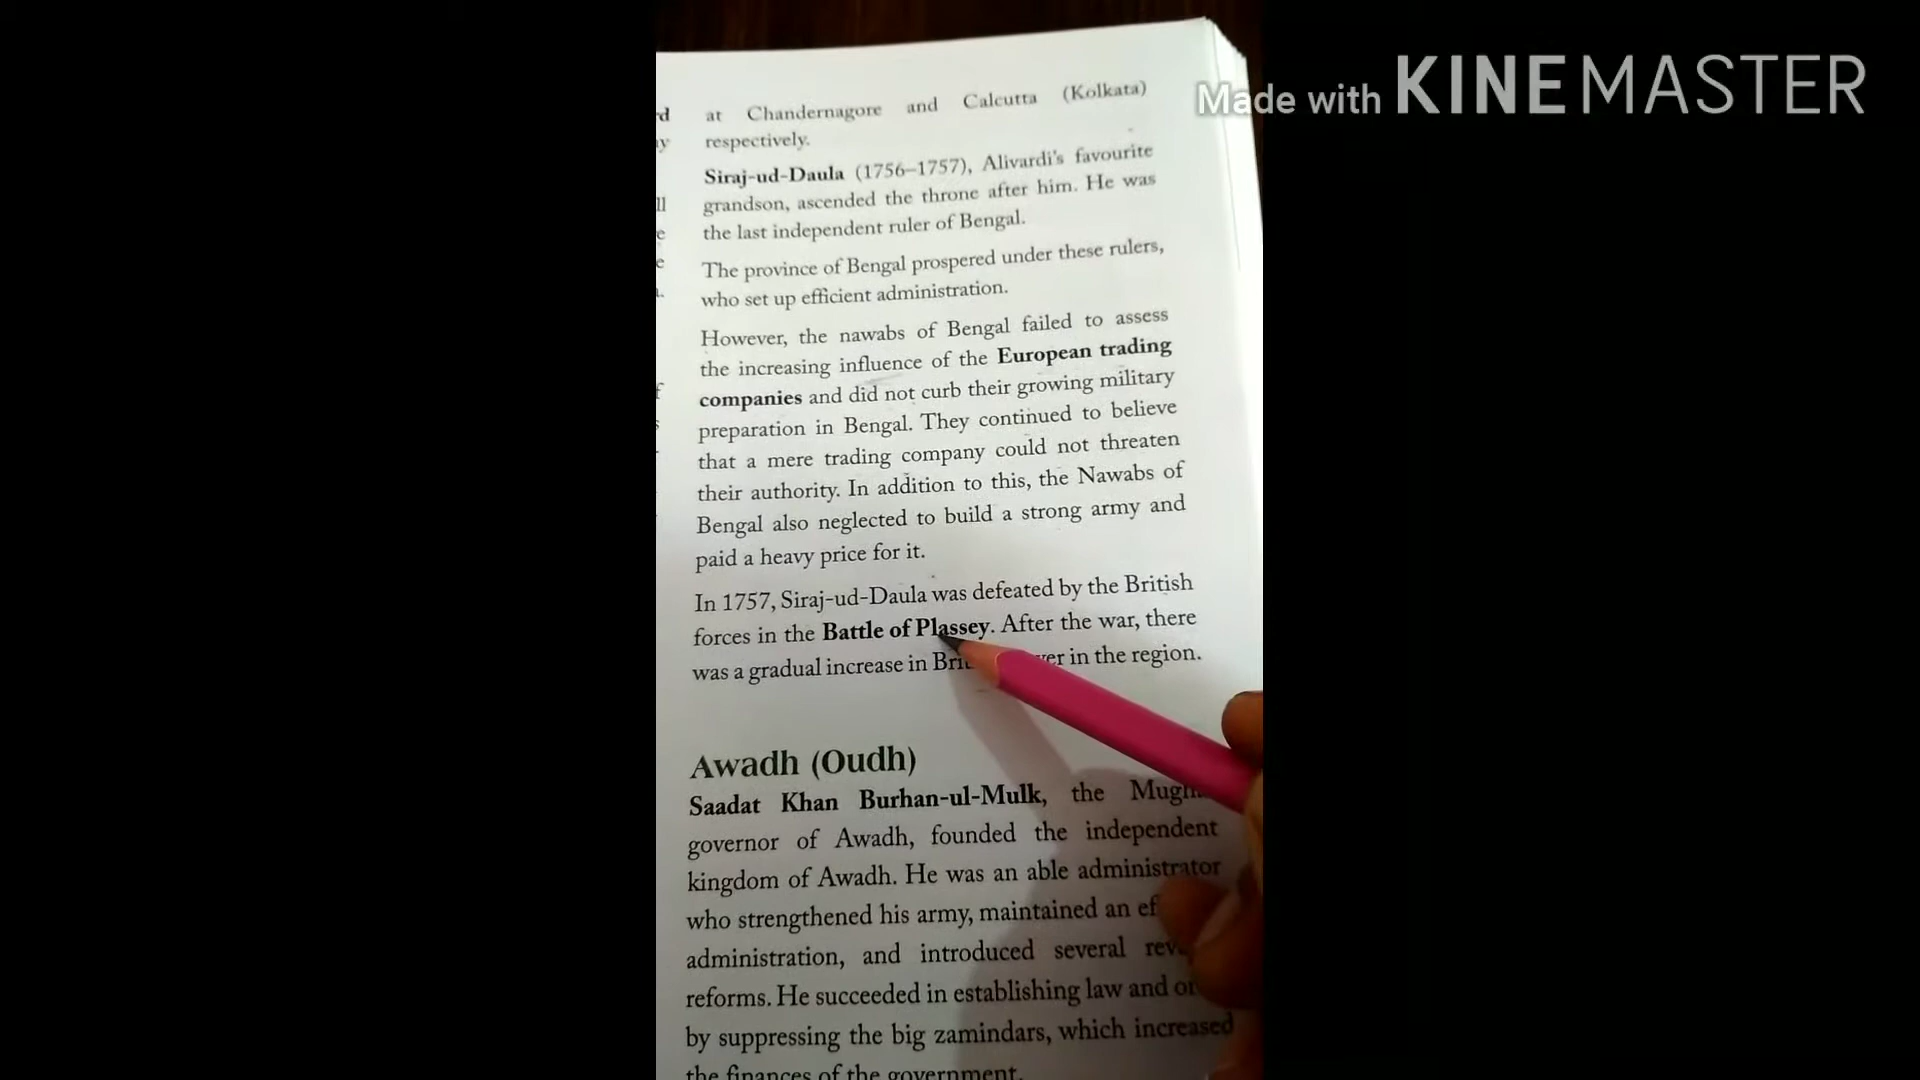 Made with KINEMASTER
at Chandernagore and Calcutta (Kolkata)
respectively.
Siraj-ud-Daula (1756–1757), Alivardi's favourite
grandson, ascended the throne after him. He was
the last independent ruler of Bengal.
The province of Bengal prospered under these rulers,
who set up efficient administration.
However, the nawabs of Bengal failed to assess
the increasing influence of the European trading
companies and did not curb their growing military
preparation in Bengal. They continued to believe
that a mere trading company could not threaten
their authority. In addition to this, the Nawabs of
Bengal also neglected to build a strong army and
paid a heavy price for it.
In 1757, Siraj-ud-Daula was defeated by the British
forces in the Battle of Plassey. After the war, there
was a gradual increase in in the region.
Awadh (Oudh)
Saadat Khan Burhan-ul-Mulk, the
governor of Awadh, founded the independent
kingdom of Awadh. He was an able administrator
who strengthened his army, maintained an
administration, and introduced several
reforms. He succeeded in establishing law and
by suppressing the big zamindars, which increased
the finances of the government.